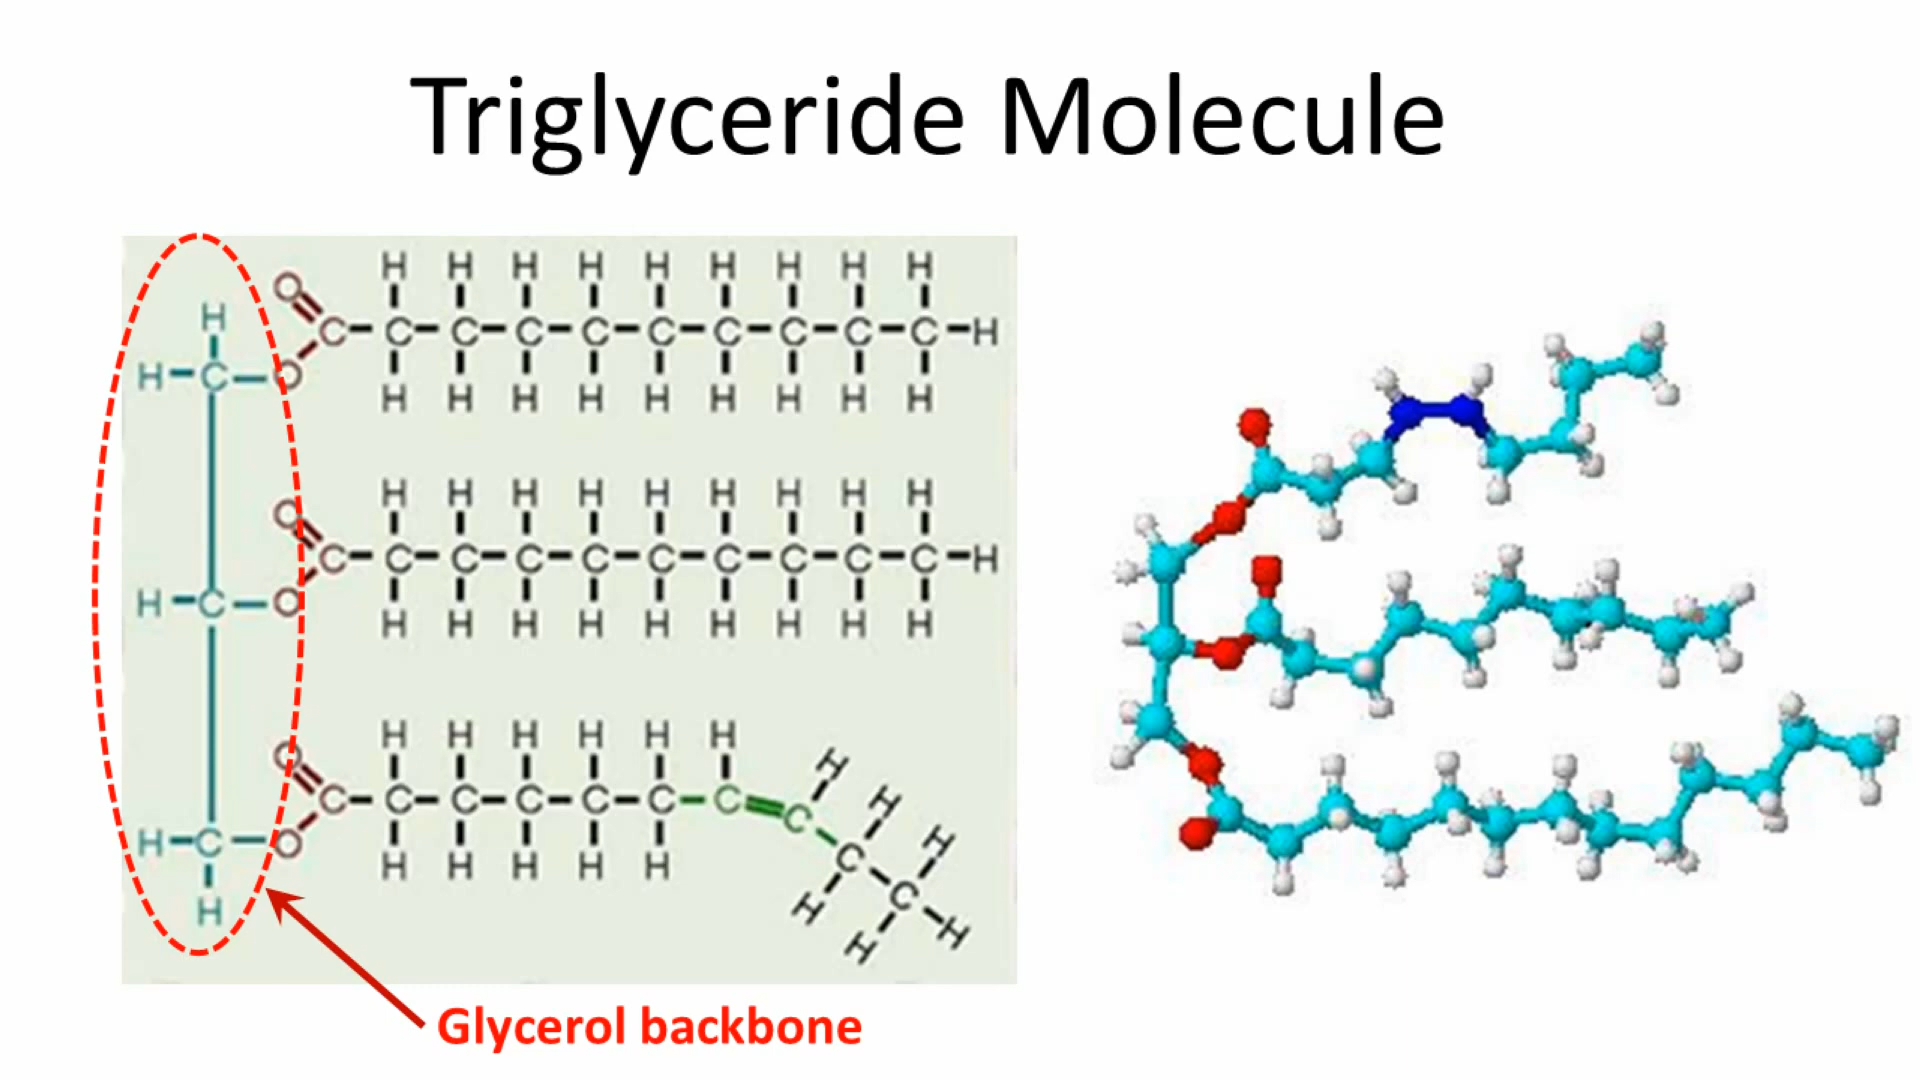 Triglyceride Molecule
H H H H H H H H H
O
H C C C C C C C C C C H
H C O
H H H H H H H H H
H H H H H H H H H
O
C C C C C C C C C C H
H C O
H H H H H H H H H
H H H H H H
O H
C C C C C C C H
C H
H C O C
H H H H H C
H H H
H
Glycerol backbone